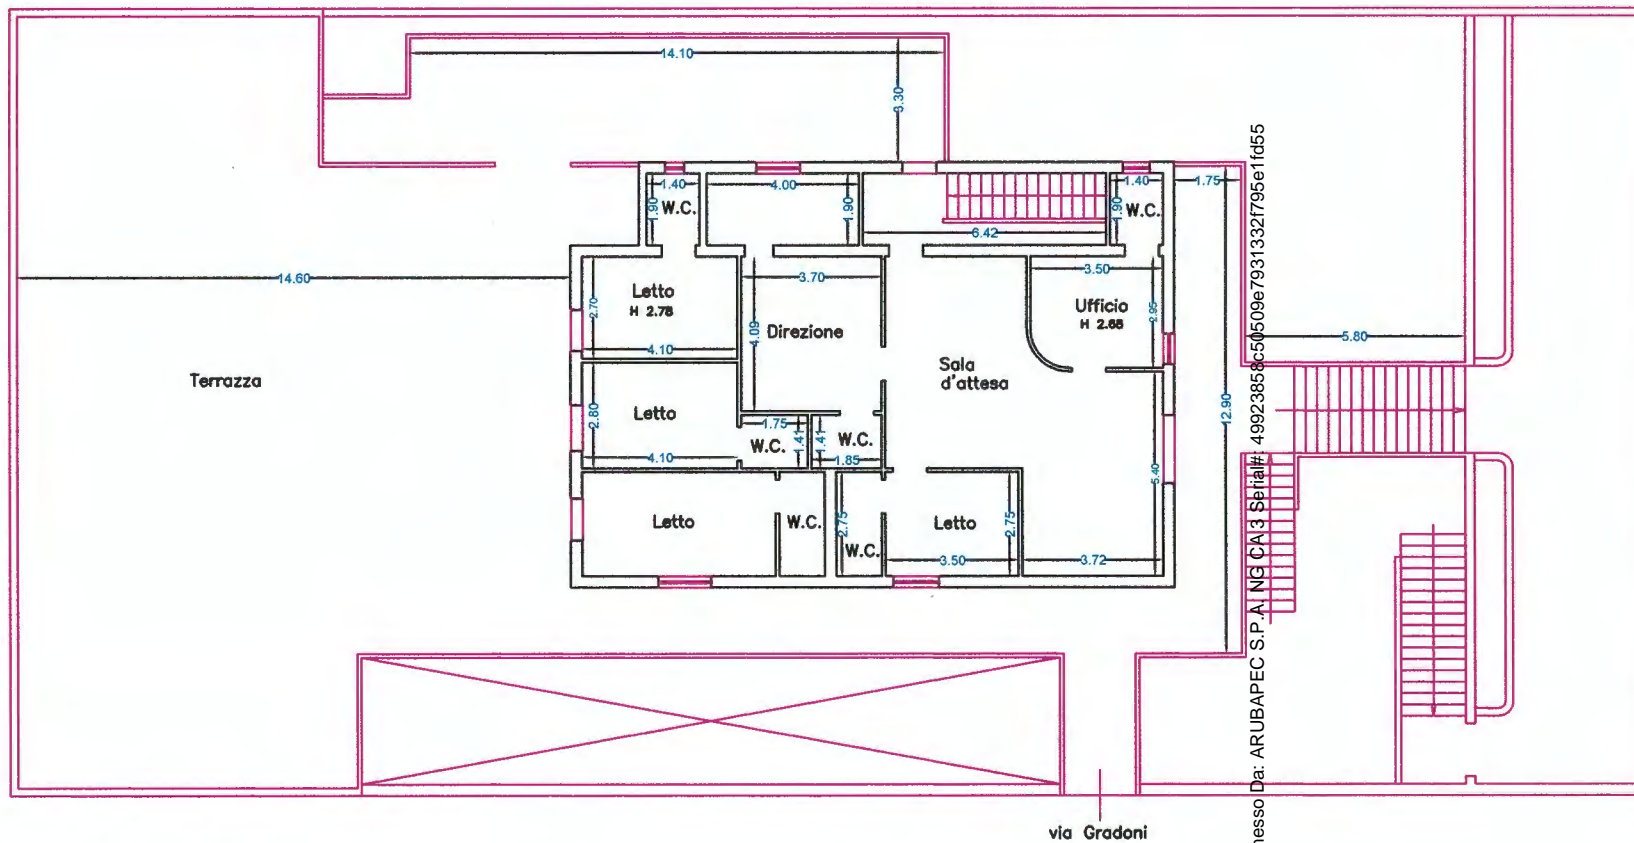 14.10
3.30
1.40
1.90
W.C.
4.00
1.90
6.42
1.40
1.90
W.C.
1.75
14.60
Letto
H 2.78
2.70
4.10
3.70
4.09
Direzione
3.50
Ufficio
H 2.68
2.95
5.80
Terrazza
Sala
d'attesa
2.80
Letto
4.10
1.75
W.C.
1.41
1.41
W.C.
1.85
12.90
5.40
Letto
W.C.
2.75
W.C.
Letto
2.75
3.50
3.72
via Gradoni
nesso Da: ARUBAPEC S.P.A. NG CA 3 Serial#: 49923858c50509e7931332f795e1fd55